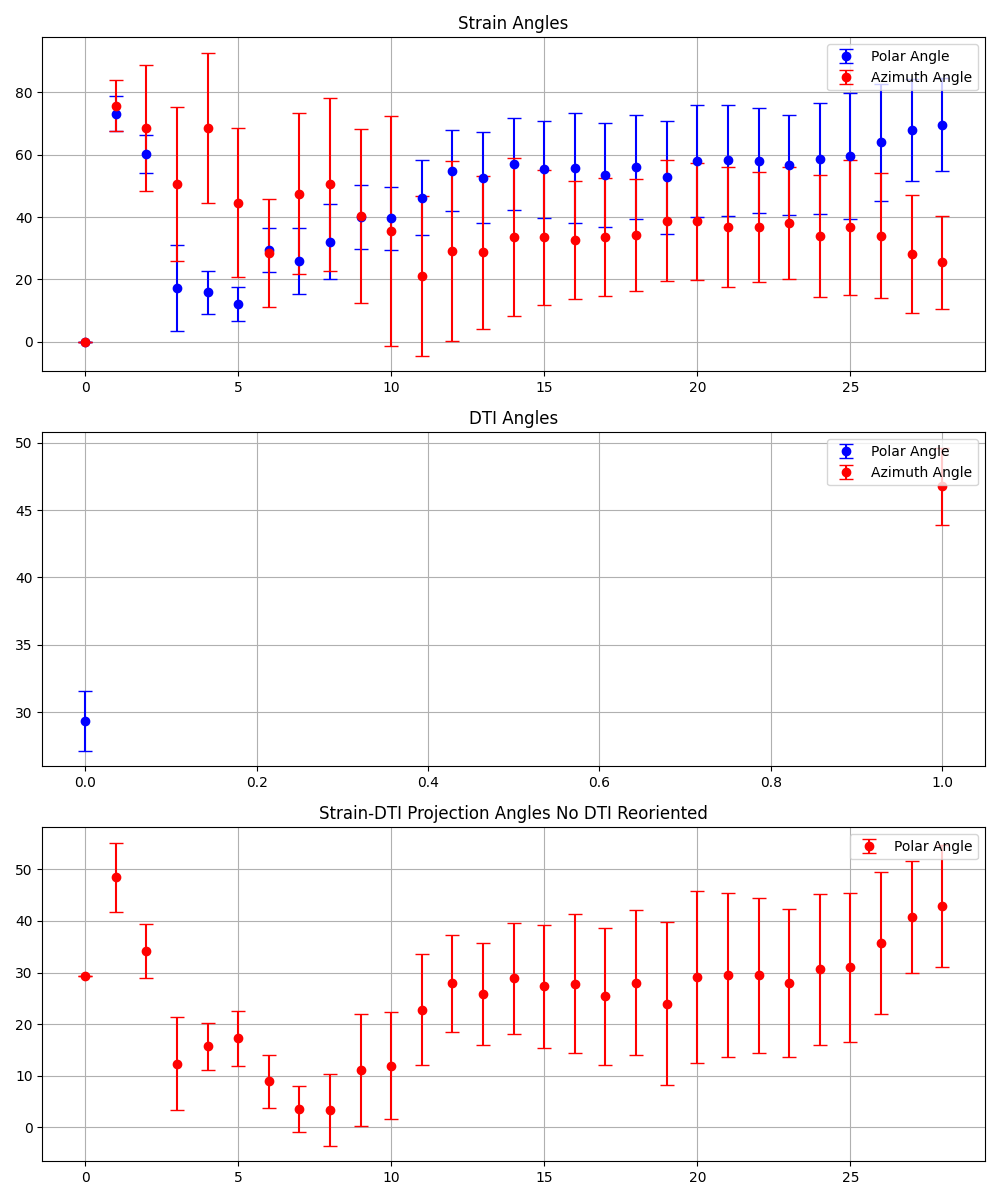 Strain Angles
Polar Angle
Azimuth Angle
80
60
40
20
0
0 5 10 15 20 25
DTI Angles
Polar Angle
Azimuth Angle
50
45
40
35
30
0.0 0.2 0.4 0.6 0.8 1.0
Strain-DTI Projection Angles No DTI Reoriented
Polar Angle
50
40
30
20
10
0
0 5 10 15 20 25